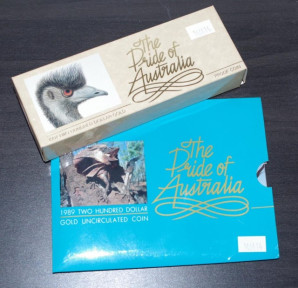 The
Pride of
Australia
The
Pride of
Australia
1989 TWO HUNDRED DOLLAR
GOLD UNCIRCULATED COIN